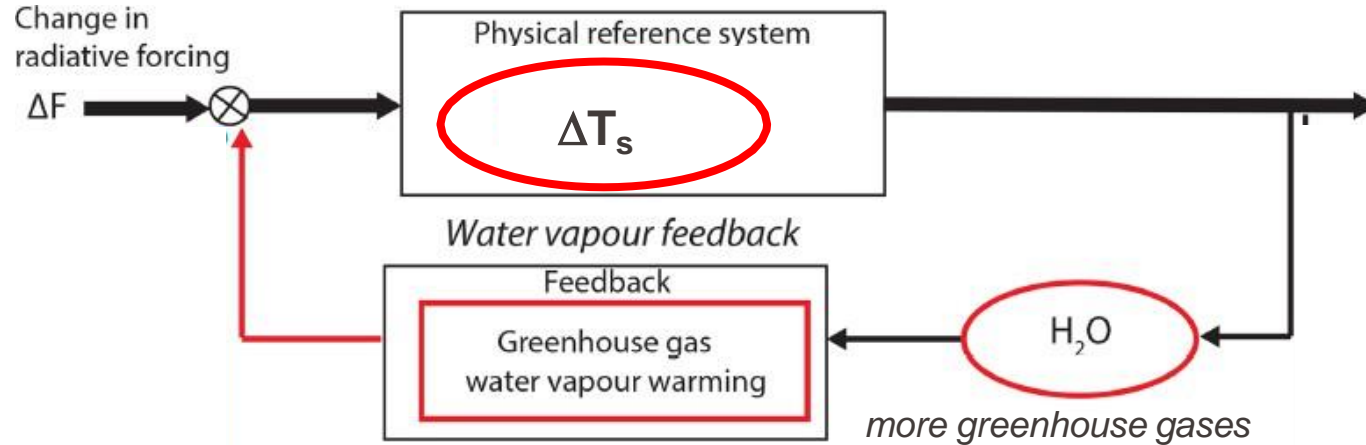 Change in
radiative forcing
ΔF
Physical reference system
ΔTₛ
Water vapour feedback
Feedback
Greenhouse gas
water vapour warming
H₂O
more greenhouse gases